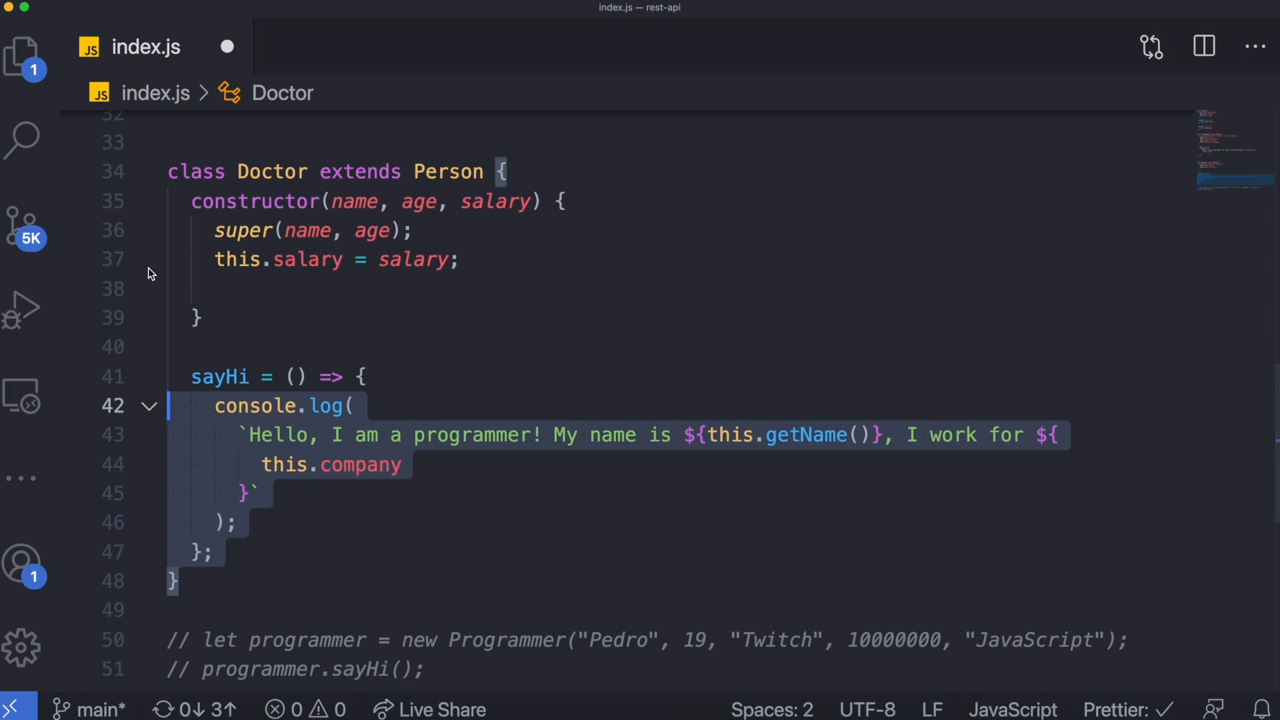 index.js — rest-api
JS index.js
1
JS index.js > Doctor
32
33
34 class Doctor extends Person {
35 constructor(name, age, salary) {
36 super(name, age);
37 this.salary = salary;
38
39 }
40
41 sayHi = () => {
42 console.log(
43 `Hello, I am a programmer! My name is ${this.getName()}, I work for ${
44 this.company
45 }`
46 );
47 };
48 }
49
50 // let programmer = new Programmer("Pedro", 19, "Twitch", 10000000, "JavaScript");
51 // programmer.sayHi();
5K
1
main* 0↓ 3↑ 0 0 Live Share Spaces: 2 UTF-8 LF JavaScript Prettier: ✓